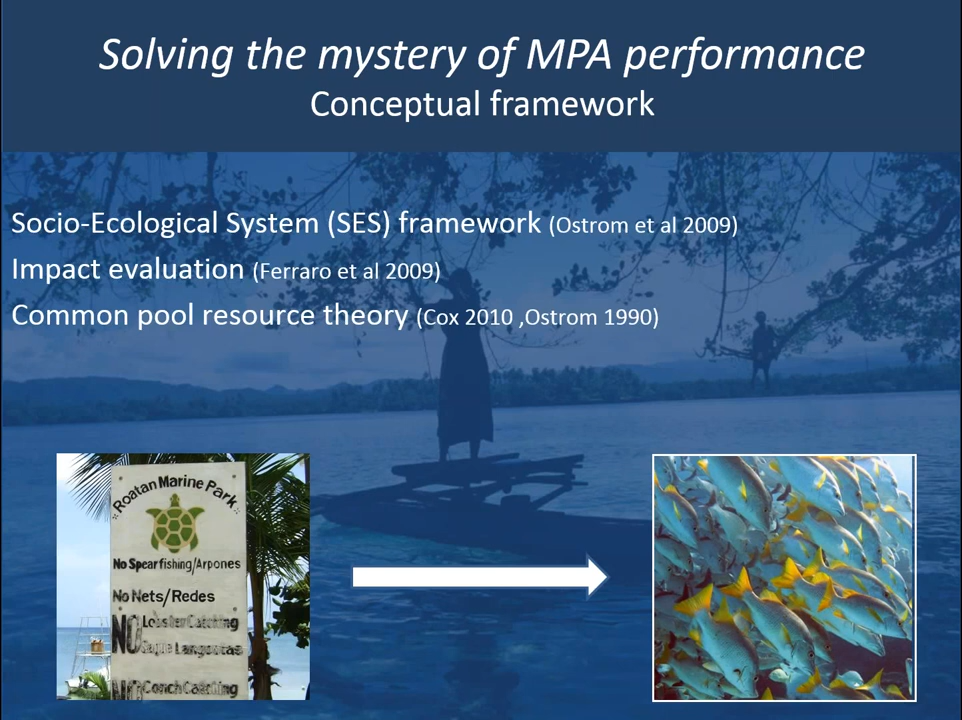 Solving the mystery of MPA performance
Conceptual framework
Socio-Ecological System (SES) framework (Ostrom et al 2009)
Impact evaluation (Ferraro et al 2009)
Common pool resource theory (Cox 2010 ,Ostrom 1990)
Roatan Marine Park
No Spearfishing/Arpones
No Nets/Redes
NO Lobster Catching
Langostas
NO Conch Catching